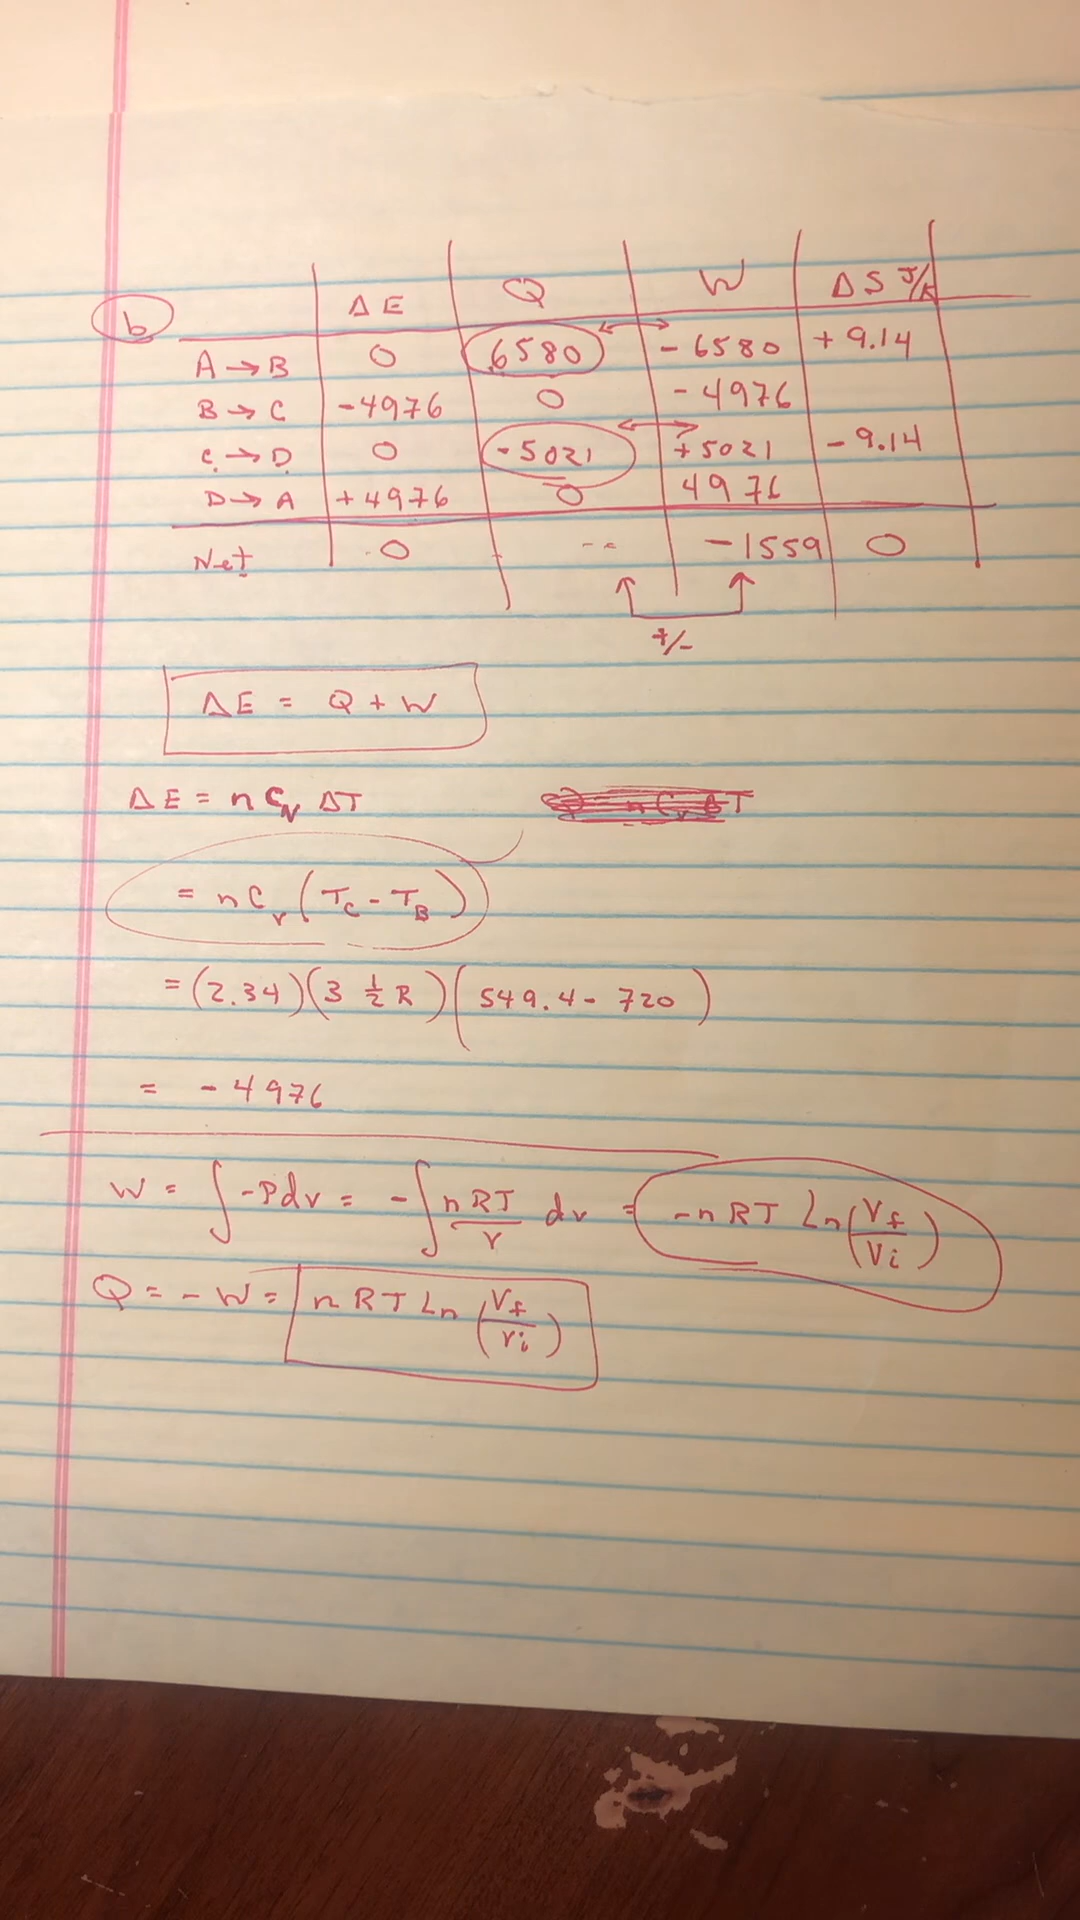 b ΔE Q W ΔS J/K
A → B 0 6580 - 6580 + 9.14
B → C -4976 0 - 4976
C → D 0 -5021 +5021 - 9.14
D → A +4976 0 4976
Net 0 -- -1559 0
+/-
ΔE = Q + W
ΔE = n Cv ΔT
= n Cv (Tc - TB)
= (2.34)(3 ½ R)(549.4 - 720)
= - 4976
W = ∫ -Pdv = -∫ nRT/v dv = -nRT Ln(Vf/Vi)
Q = - W = nRT Ln(Vf/Vi)